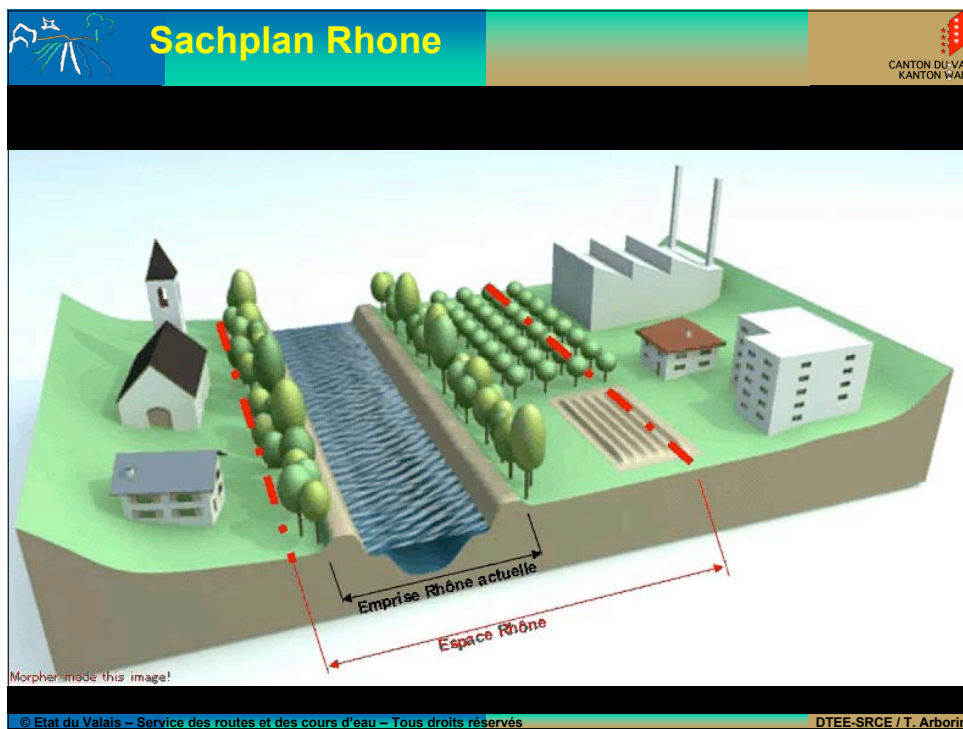 Sachplan Rhone
CANTON DU VA
KANTON WAL
Emprise Rhône actuelle
Espace Rhône
Morpher made this image!
© Etat du Valais – Service des routes et des cours d'eau – Tous droits réservés
DTEE-SRCE / T. Arborin